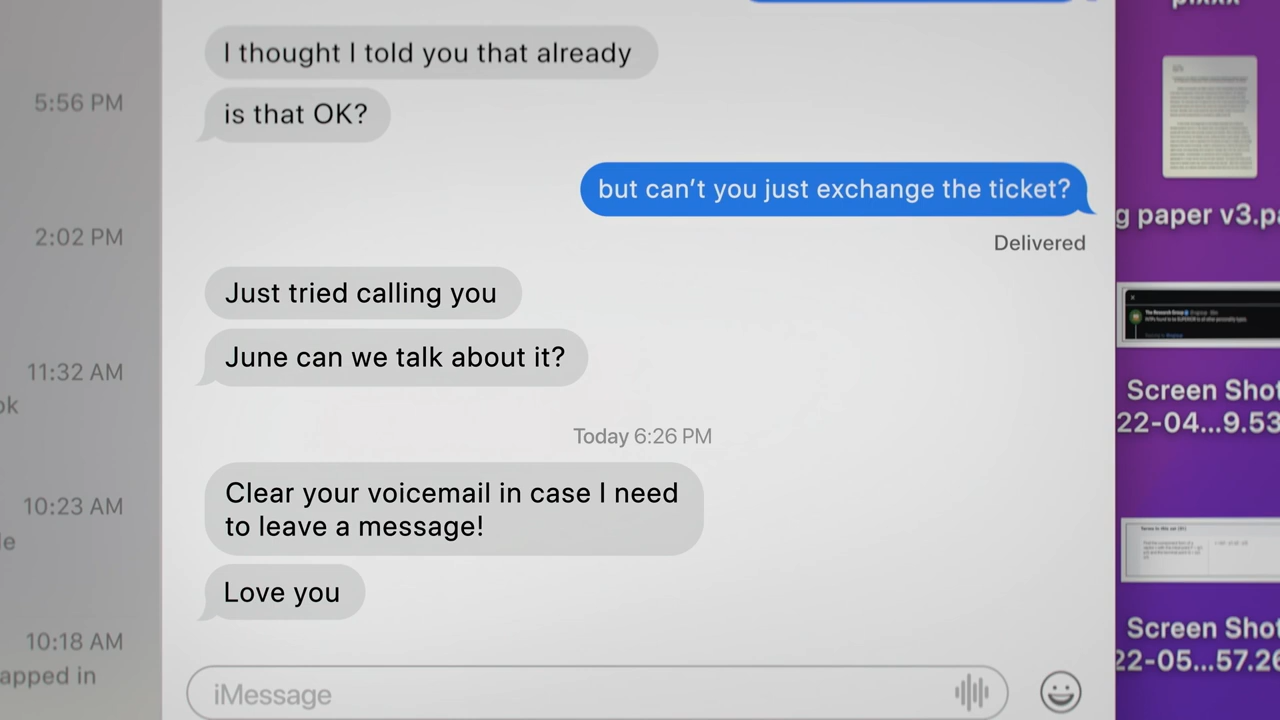 5:56 PM
2:02 PM
11:32 AM
ok
10:23 AM
le
10:18 AM
apped in
I thought I told you that already
is that OK?
but can’t you just exchange the ticket?
Delivered
Just tried calling you
June can we talk about it?
Today 6:26 PM
Clear your voicemail in case I need
to leave a message!
Love you
iMessage
pixxx
g paper v3.pa
The Research Group
Screen Shot
22-04...9.53
Screen Shot
22-05...57.26